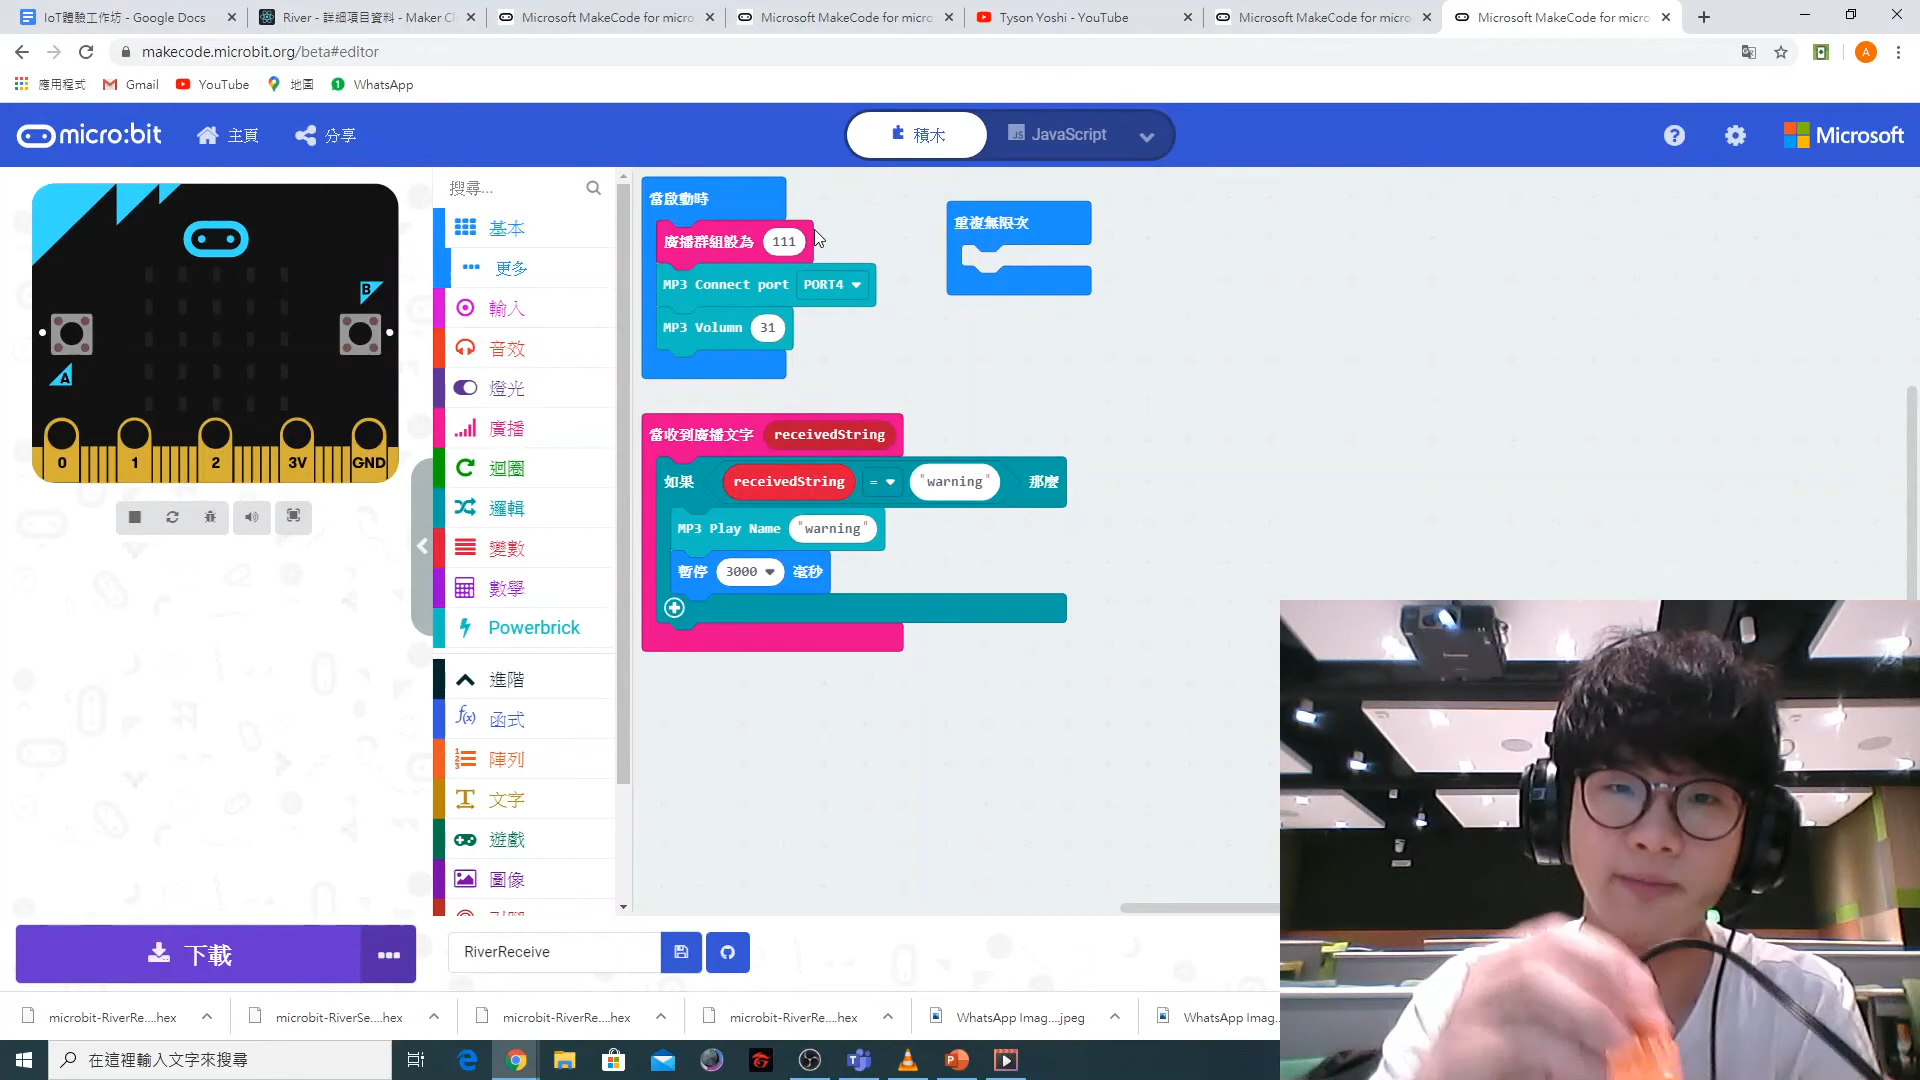 IoT體驗工作坊 - Google Docs
River - 詳細項目資料 - Maker Cl
Microsoft MakeCode for micro
Microsoft MakeCode for micro
Tyson Yoshi - YouTube
Microsoft MakeCode for micro
Microsoft MakeCode for micro
makecode.microbit.org/beta#editor
A
應用程式
Gmail
YouTube
地圖
1
WhatsApp
micro:bit
主頁
分享
積木
JS
JavaScript
?
Microsoft
B
A
0
1
2
3V
GND
搜尋...
基本
更多
輸入
音效
燈光
廣播
迴圈
邏輯
變數
數學
Powerbrick
進階
f(x) 函式
陣列
文字
遊戲
圖像
當啟動時
廣播群組設為 111
MP3 Connect port PORT4
MP3 Volumn 31
重複無限次
當收到廣播文字 receivedString
如果 receivedString = "warning" 那麼
MP3 Play Name "warning"
暫停 3000 毫秒
下載
RiverReceive
microbit-RiverRe....hex
microbit-RiverSe....hex
microbit-RiverRe....hex
microbit-RiverRe....hex
WhatsApp Imag....jpeg
WhatsApp Imag.
在這裡輸入文字來搜尋